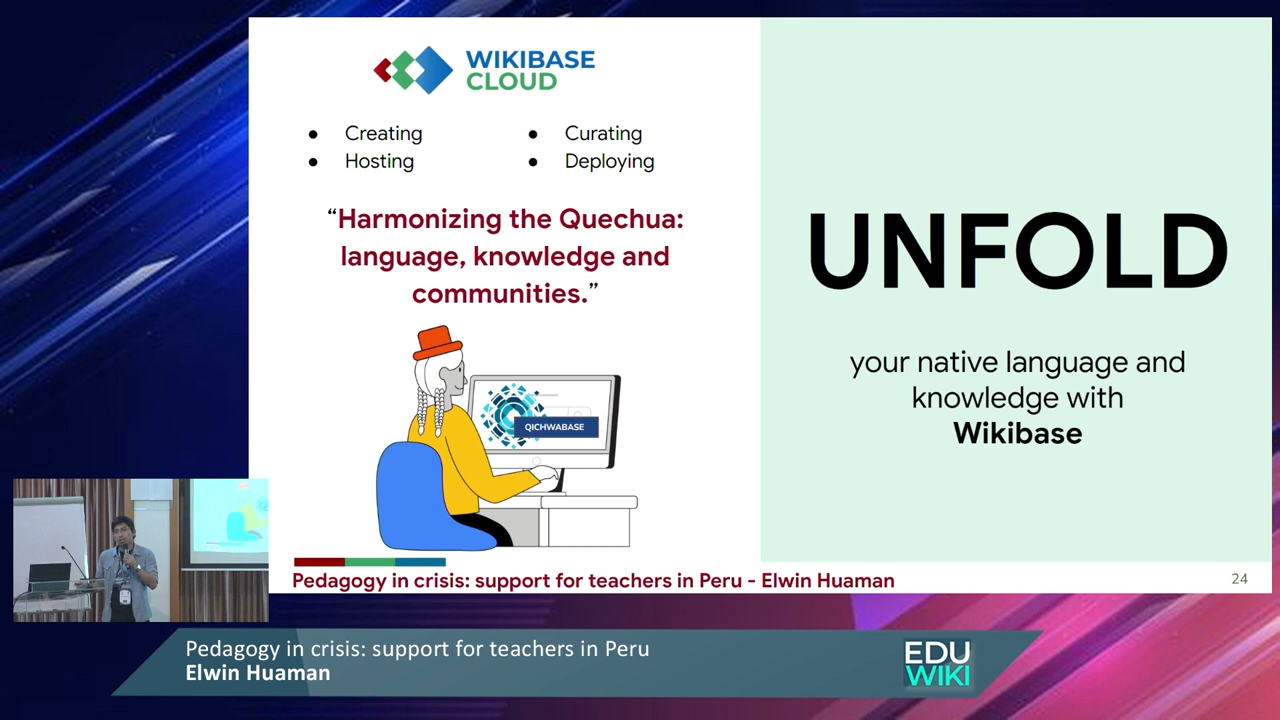 WIKIBASE
CLOUD
● Creating
● Hosting
● Curating
● Deploying
“Harmonizing the Quechua:
language, knowledge and
communities.”
QICHWABASE
UNFOLD
your native language and
knowledge with
Wikibase
Pedagogy in crisis: support for teachers in Peru - Elwin Huaman
24
Pedagogy in crisis: support for teachers in Peru
Elwin Huaman
EDU
WIKI